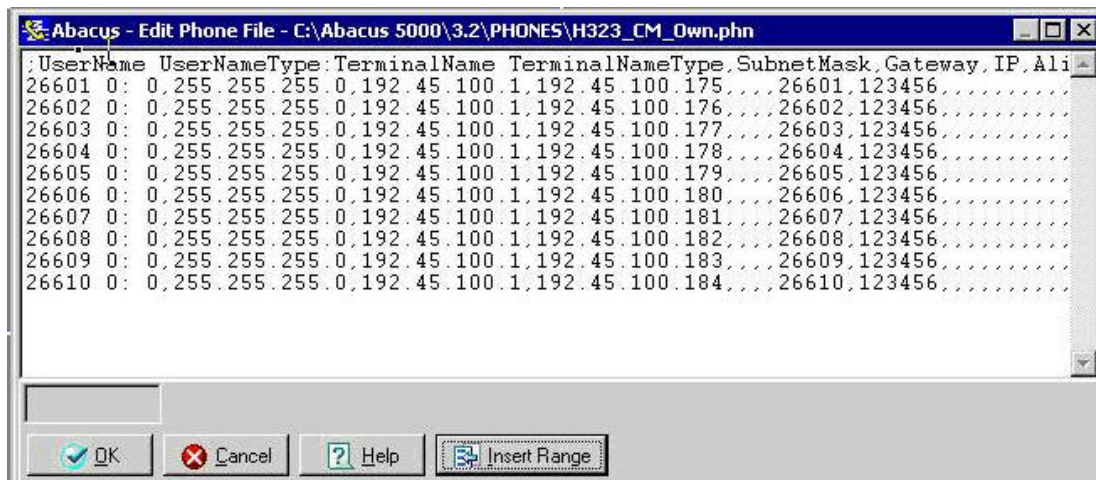 Abacus - Edit Phone File - C:\Abacus 5000\3.2\PHONES\H323_CM_Own.phn
;UserName UserNameType:TerminalName TerminalNameType,SubnetMask,Gateway,IP,Ali
26601 0: 0,255.255.255.0,192.45.100.1,192.45.100.175,,,,26601,123456,,,,,,,,,,
26602 0: 0,255.255.255.0,192.45.100.1,192.45.100.176,,,,26602,123456,,,,,,,,,,
26603 0: 0,255.255.255.0,192.45.100.1,192.45.100.177,,,,26603,123456,,,,,,,,,,
26604 0: 0,255.255.255.0,192.45.100.1,192.45.100.178,,,,26604,123456,,,,,,,,,,
26605 0: 0,255.255.255.0,192.45.100.1,192.45.100.179,,,,26605,123456,,,,,,,,,,
26606 0: 0,255.255.255.0,192.45.100.1,192.45.100.180,,,,26606,123456,,,,,,,,,,
26607 0: 0,255.255.255.0,192.45.100.1,192.45.100.181,,,,26607,123456,,,,,,,,,,
26608 0: 0,255.255.255.0,192.45.100.1,192.45.100.182,,,,26608,123456,,,,,,,,,,
26609 0: 0,255.255.255.0,192.45.100.1,192.45.100.183,,,,26609,123456,,,,,,,,,,
26610 0: 0,255.255.255.0,192.45.100.1,192.45.100.184,,,,26610,123456,,,,,,,,,,
OK Cancel Help Insert Range